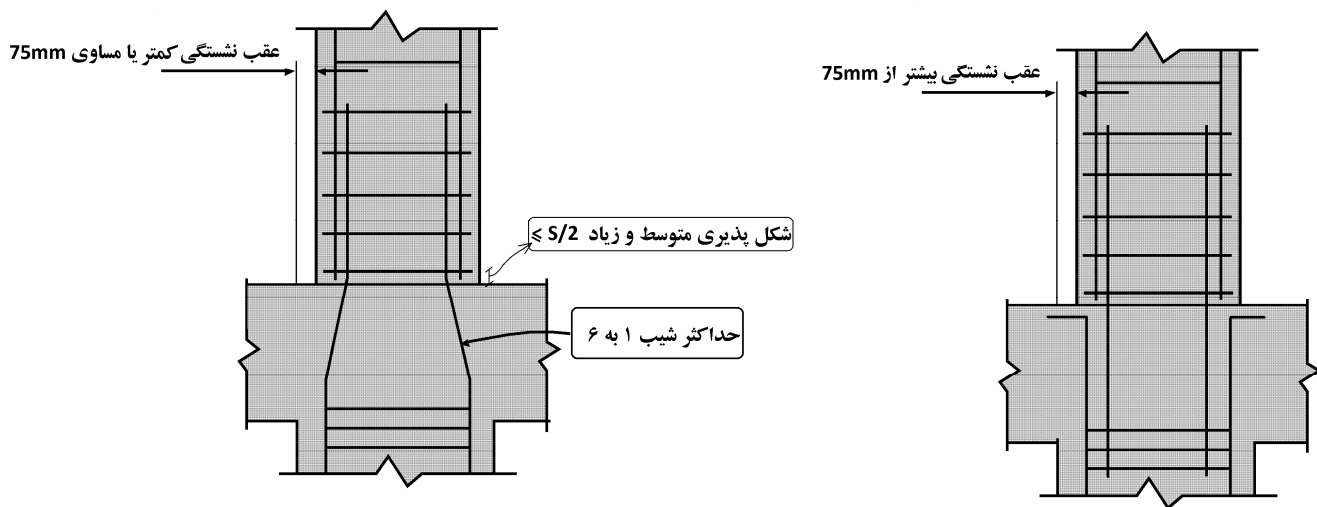 عقب نشستگی کمتر یا مساوی 75mm
عقب نشستگی بیشتر از 75mm
شکل پذیری متوسط و زیاد S/2 ⩾
حداکثر شیب ۱ به ۶